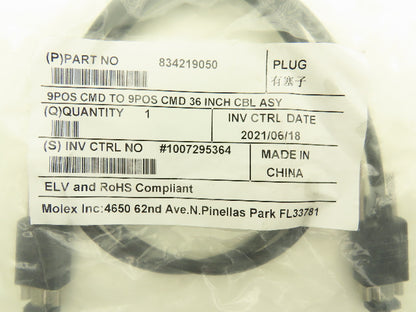 (P)PART NO 834219050 PLUG
有塞子
9POS CMD TO 9POS CMD 36 INCH CBL ASY
(Q)QUANTITY 1 INV CTRL DATE
2021/06/18
(S) INV CTRL NO #1007295364 MADE IN
CHINA
ELV and RoHS Compliant
Molex Inc:4650 62nd Ave.N.Pinellas Park FL33781